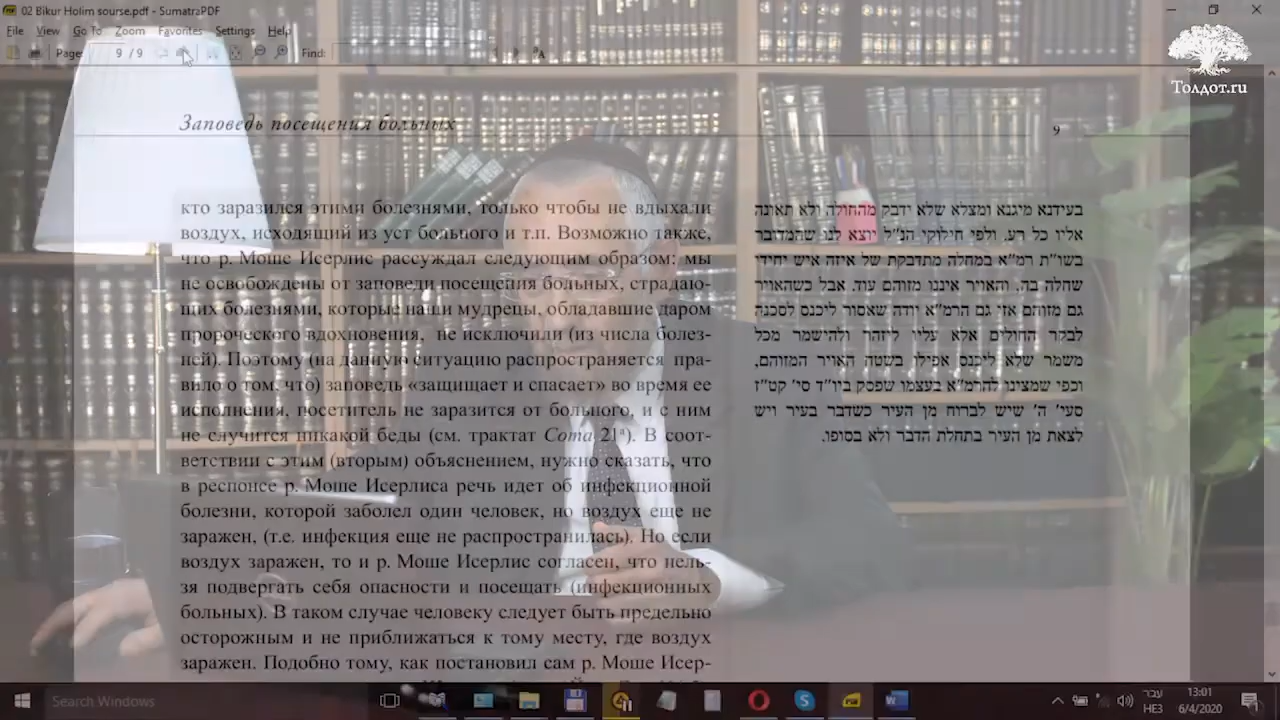 02 Bikur Holim sourse.pdf - SumatraPDF
File View Go To Zoom Favorites Settings Help
Page: 9 / 9 Find:
Толдот.ru
Заповедь посещения больных 9
кто заразился этими болезнями, только чтобы не вдыхали
воздух, исходящий из уст больного и т.п. Возможно также,
что р. Моше Исерлис рассуждал следующим образом: мы
не освобождены от заповеди посещения больных, страдаю-
щих болезнями, которые наши мудрецы, обладавшие даром
пророческого вдохновения, не исключили (из числа болез-
ней). Поэтому (на данную ситуацию распространяется пра-
вило о том, что) заповедь «защищает и спасает» во время ее
исполнения, посетитель не заразится от больного, и с ним
не случится никакой беды (см. трактат Сота 21ª). В соот-
ветствии с этим (вторым) объяснением, нужно сказать, что
в респонсе р. Моше Исерлиса речь идет об инфекционной
болезни, которой заболел один человек, но воздух еще не
заражен, (т.е. инфекция еще не распространилась). Но если
воздух заражен, то и р. Моше Исерлис согласен, что нель-
зя подвергать себя опасности и посещать (инфекционных
больных). В таком случае человеку следует быть предельно
осторожным и не приближаться к тому месту, где воздух
заражен. Подобно тому, как постановил сам р. Моше Исер-
בעידנא מיגנא ומצלא שלא ידבק מהחולה ולא תאונה
אליו כל רע. ולפי חילוקי הנ"ל יוצא לנו שהמדובר
בשו"ת רמ"א במחלה מתדבקת של איזה איש יחידי
שחלה בה, והאויר איננו מזוהם עוד. אבל כשהאויר
גם מזוהם אזי גם הרמ"א יודה שאסור ליכנס לסכנה
לבקר החולים אלא עליו ליזהר ולהישמר מכל
משמר שלא ליכנס אפילו בשטה האויר המזוהם,
וכפי שמצינו להרמ"א בעצמו שפסק ביו"ד סי' קט"ז
סעי' ה' שיש לברוח מן העיר כשדבר בעיר ויש
לצאת מן העיר בתחלת הדבר ולא בסופו.
Search Windows
עבר
HE3
13:01
6/4/2020